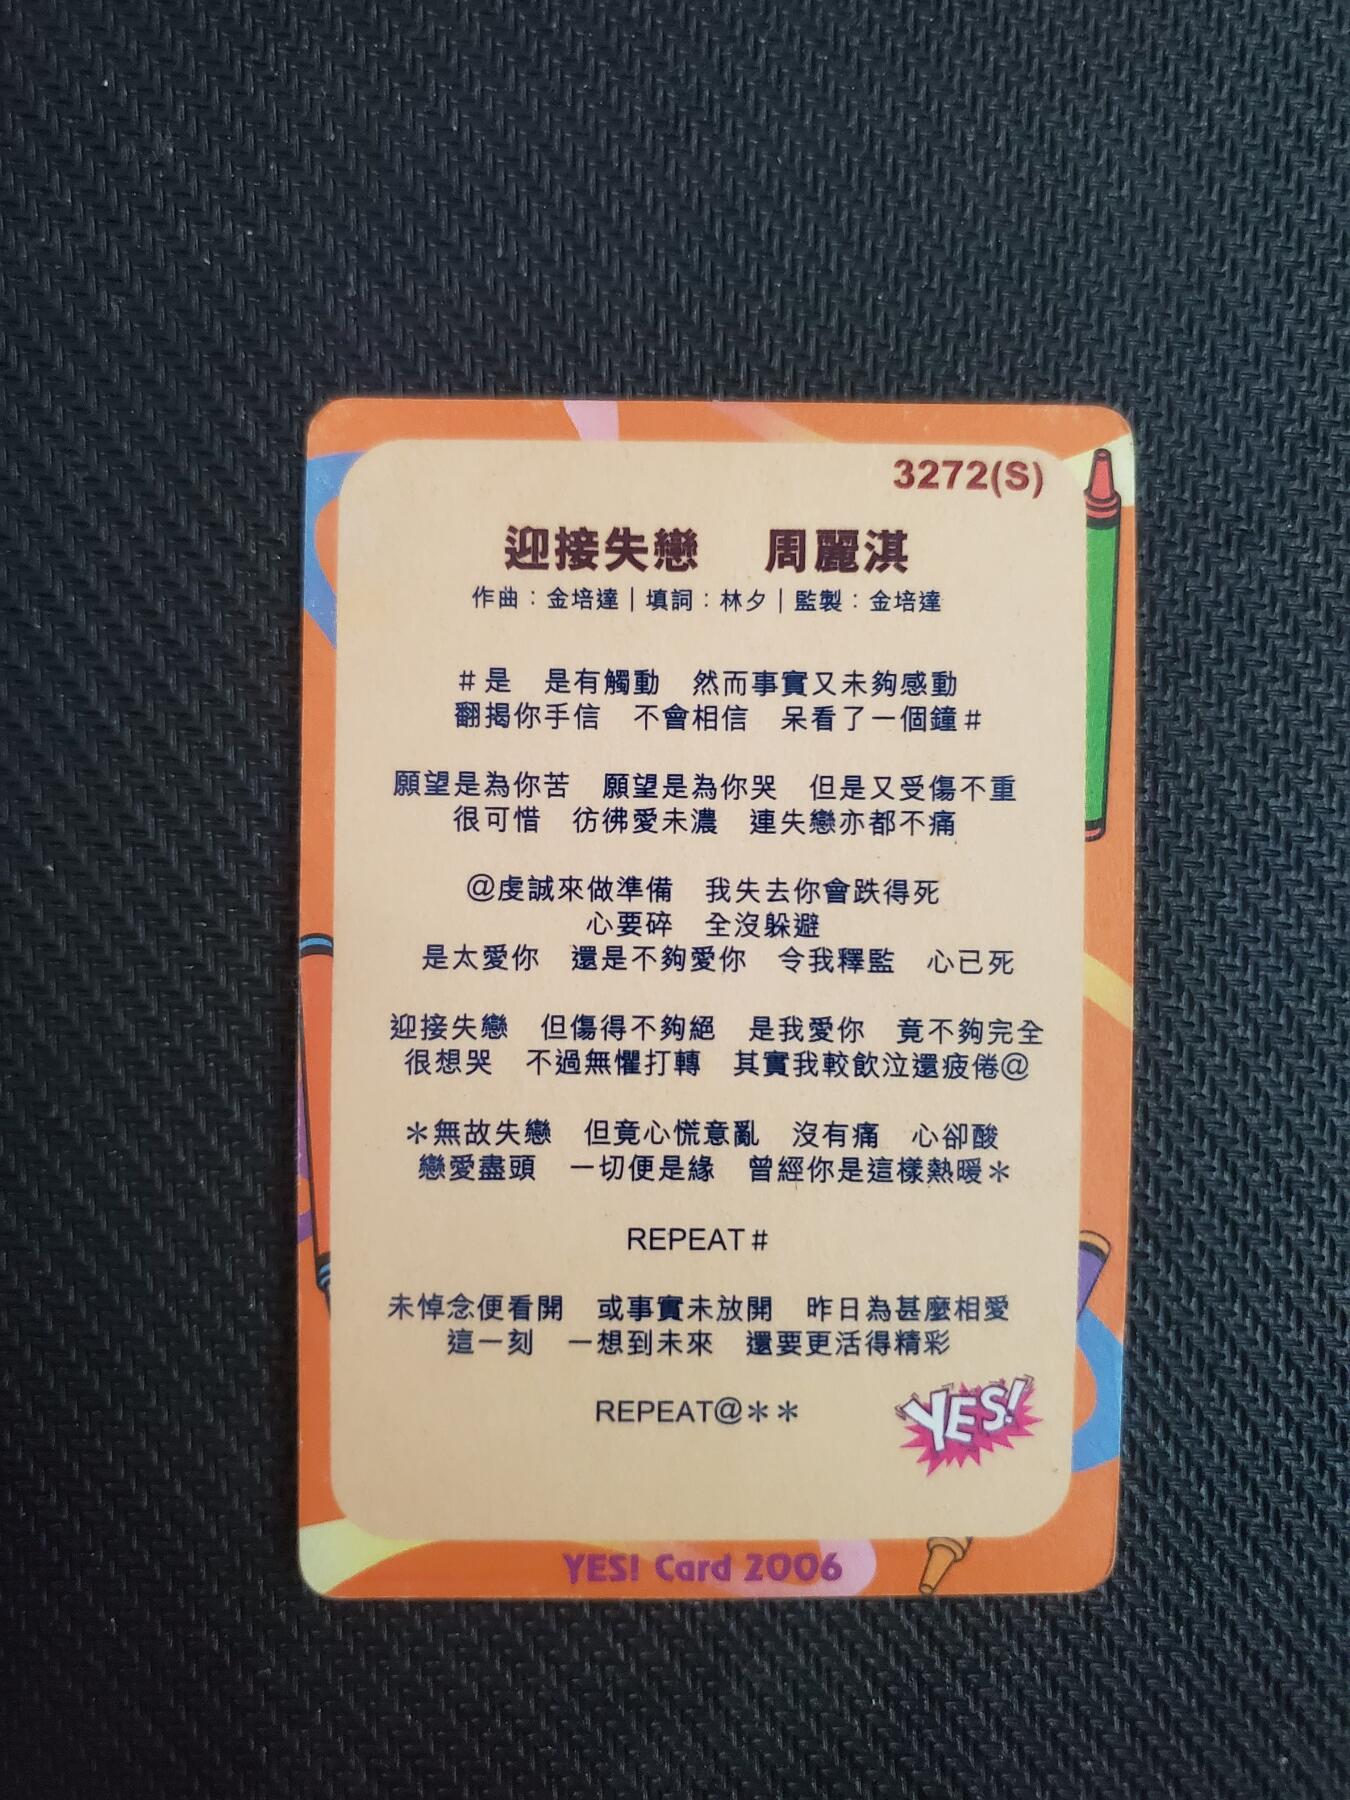 3272(S)
迎接失戀 周麗淇
作曲：金培達｜填詞：林夕｜監製：金培達
＃是 是有觸動 然而事實又未夠感動
翻揭你手信 不會相信 呆看了一個鐘＃
願望是為你苦 願望是為你哭 但是又受傷不重
很可惜 彷彿愛未濃 連失戀亦都不痛
@虔誠來做準備 我失去你會跌得死
心要碎 全沒躲避
是太愛你 還是不夠愛你 令我釋監 心已死
迎接失戀 但傷得不夠絕 是我愛你 竟不夠完全
很想哭 不過無懼打轉 其實我較飲泣還疲倦@
＊無故失戀 但竟心慌意亂 沒有痛 心卻酸
戀愛盡頭 一切便是緣 曾經你是這樣熱暖＊
REPEAT＃
未悼念便看開 或事實未放開 昨日為甚麼相愛
這一刻 一想到未來 還要更活得精彩
REPEAT@＊＊
YES!
YES! Card 2006